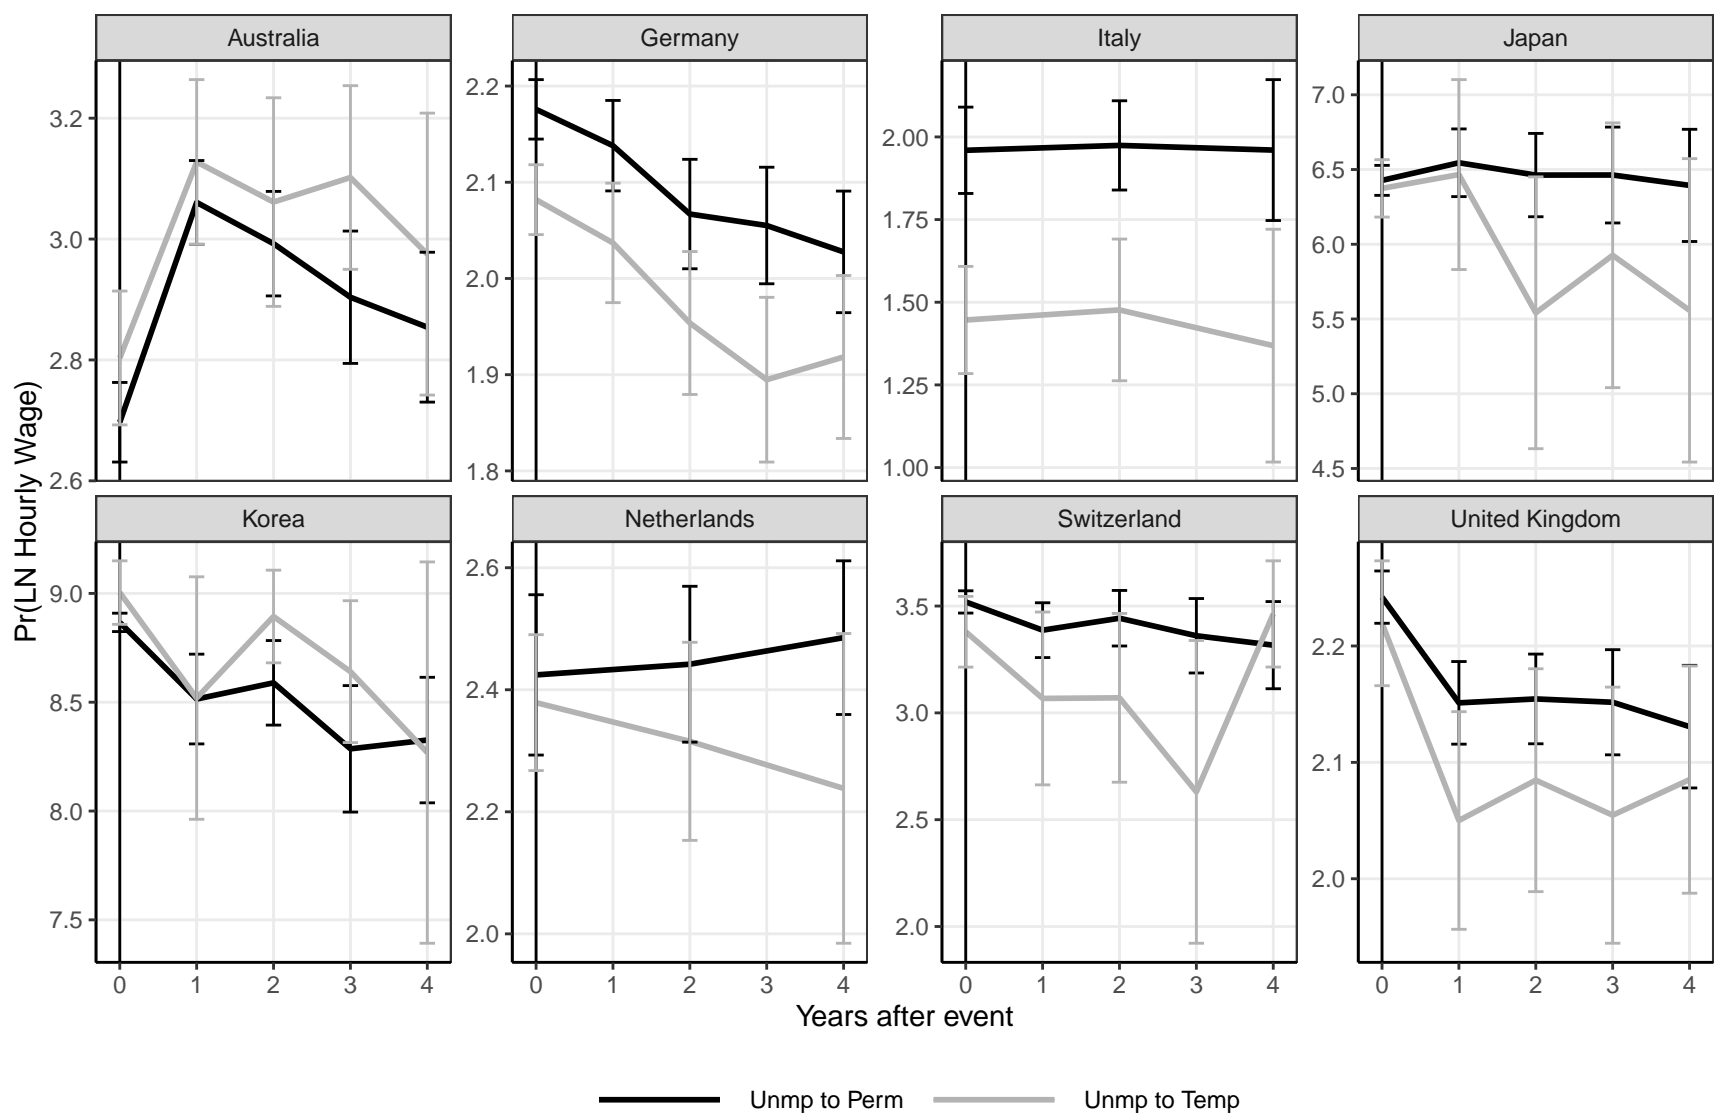 Australia
Germany
Italy
Japan
3.2
3.0
2.8
2.6
2.2
2.1
2.0
1.9
1.8
2.00
1.75
1.50
1.25
1.00
7.0
6.5
6.0
5.5
5.0
4.5
Pr(LN Hourly Wage)
Korea
Netherlands
Switzerland
United Kingdom
9.0
8.5
8.0
7.5
2.6
2.4
2.2
2.0
3.5
3.0
2.5
2.0
2.2
2.1
2.0
0 1 2 3 4
0 1 2 3 4
0 1 2 3 4
0 1 2 3 4
Years after event
Unmp to Perm
Unmp to Temp